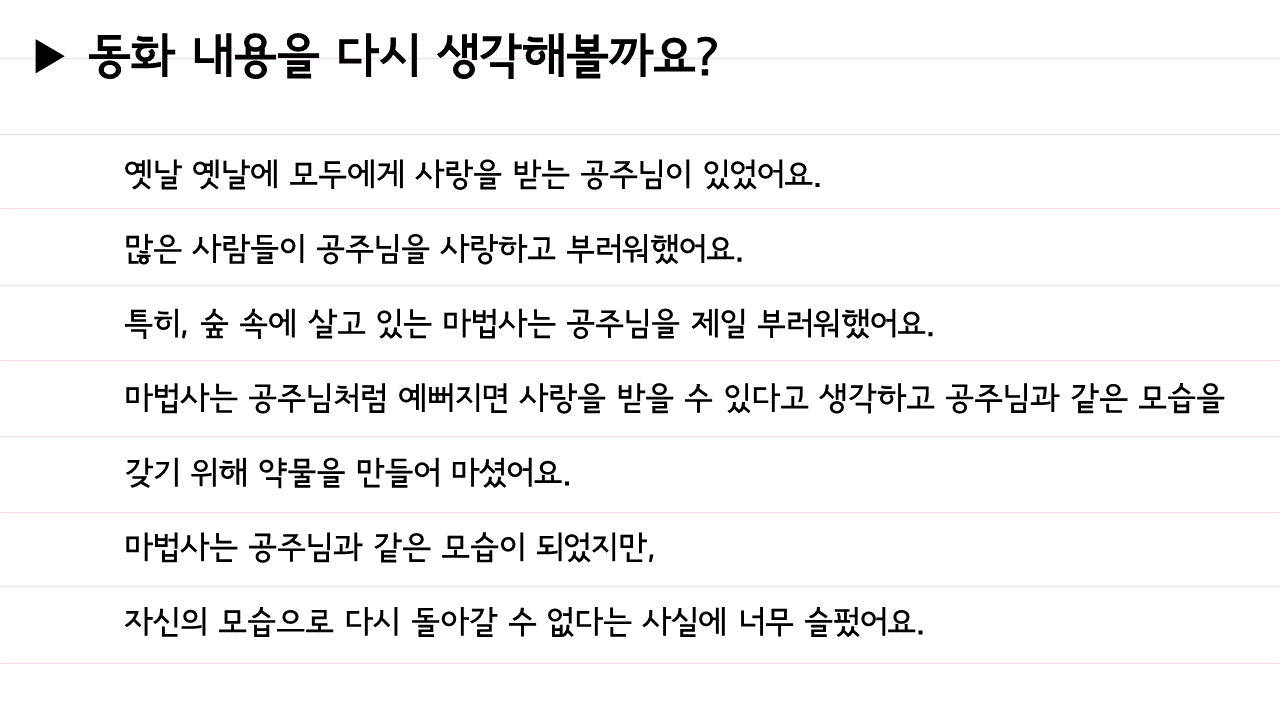 ▶ 동화 내용을 다시 생각해볼까요?
옛날 옛날에 모두에게 사랑을 받는 공주님이 있었어요.
많은 사람들이 공주님을 사랑하고 부러워했어요.
특히, 숲 속에 살고 있는 마법사는 공주님을 제일 부러워했어요.
마법사는 공주님처럼 예뻐지면 사랑을 받을 수 있다고 생각하고 공주님과 같은 모습을
갖기 위해 약물을 만들어 마셨어요.
마법사는 공주님과 같은 모습이 되었지만,
자신의 모습으로 다시 돌아갈 수 없다는 사실에 너무 슬펐어요.